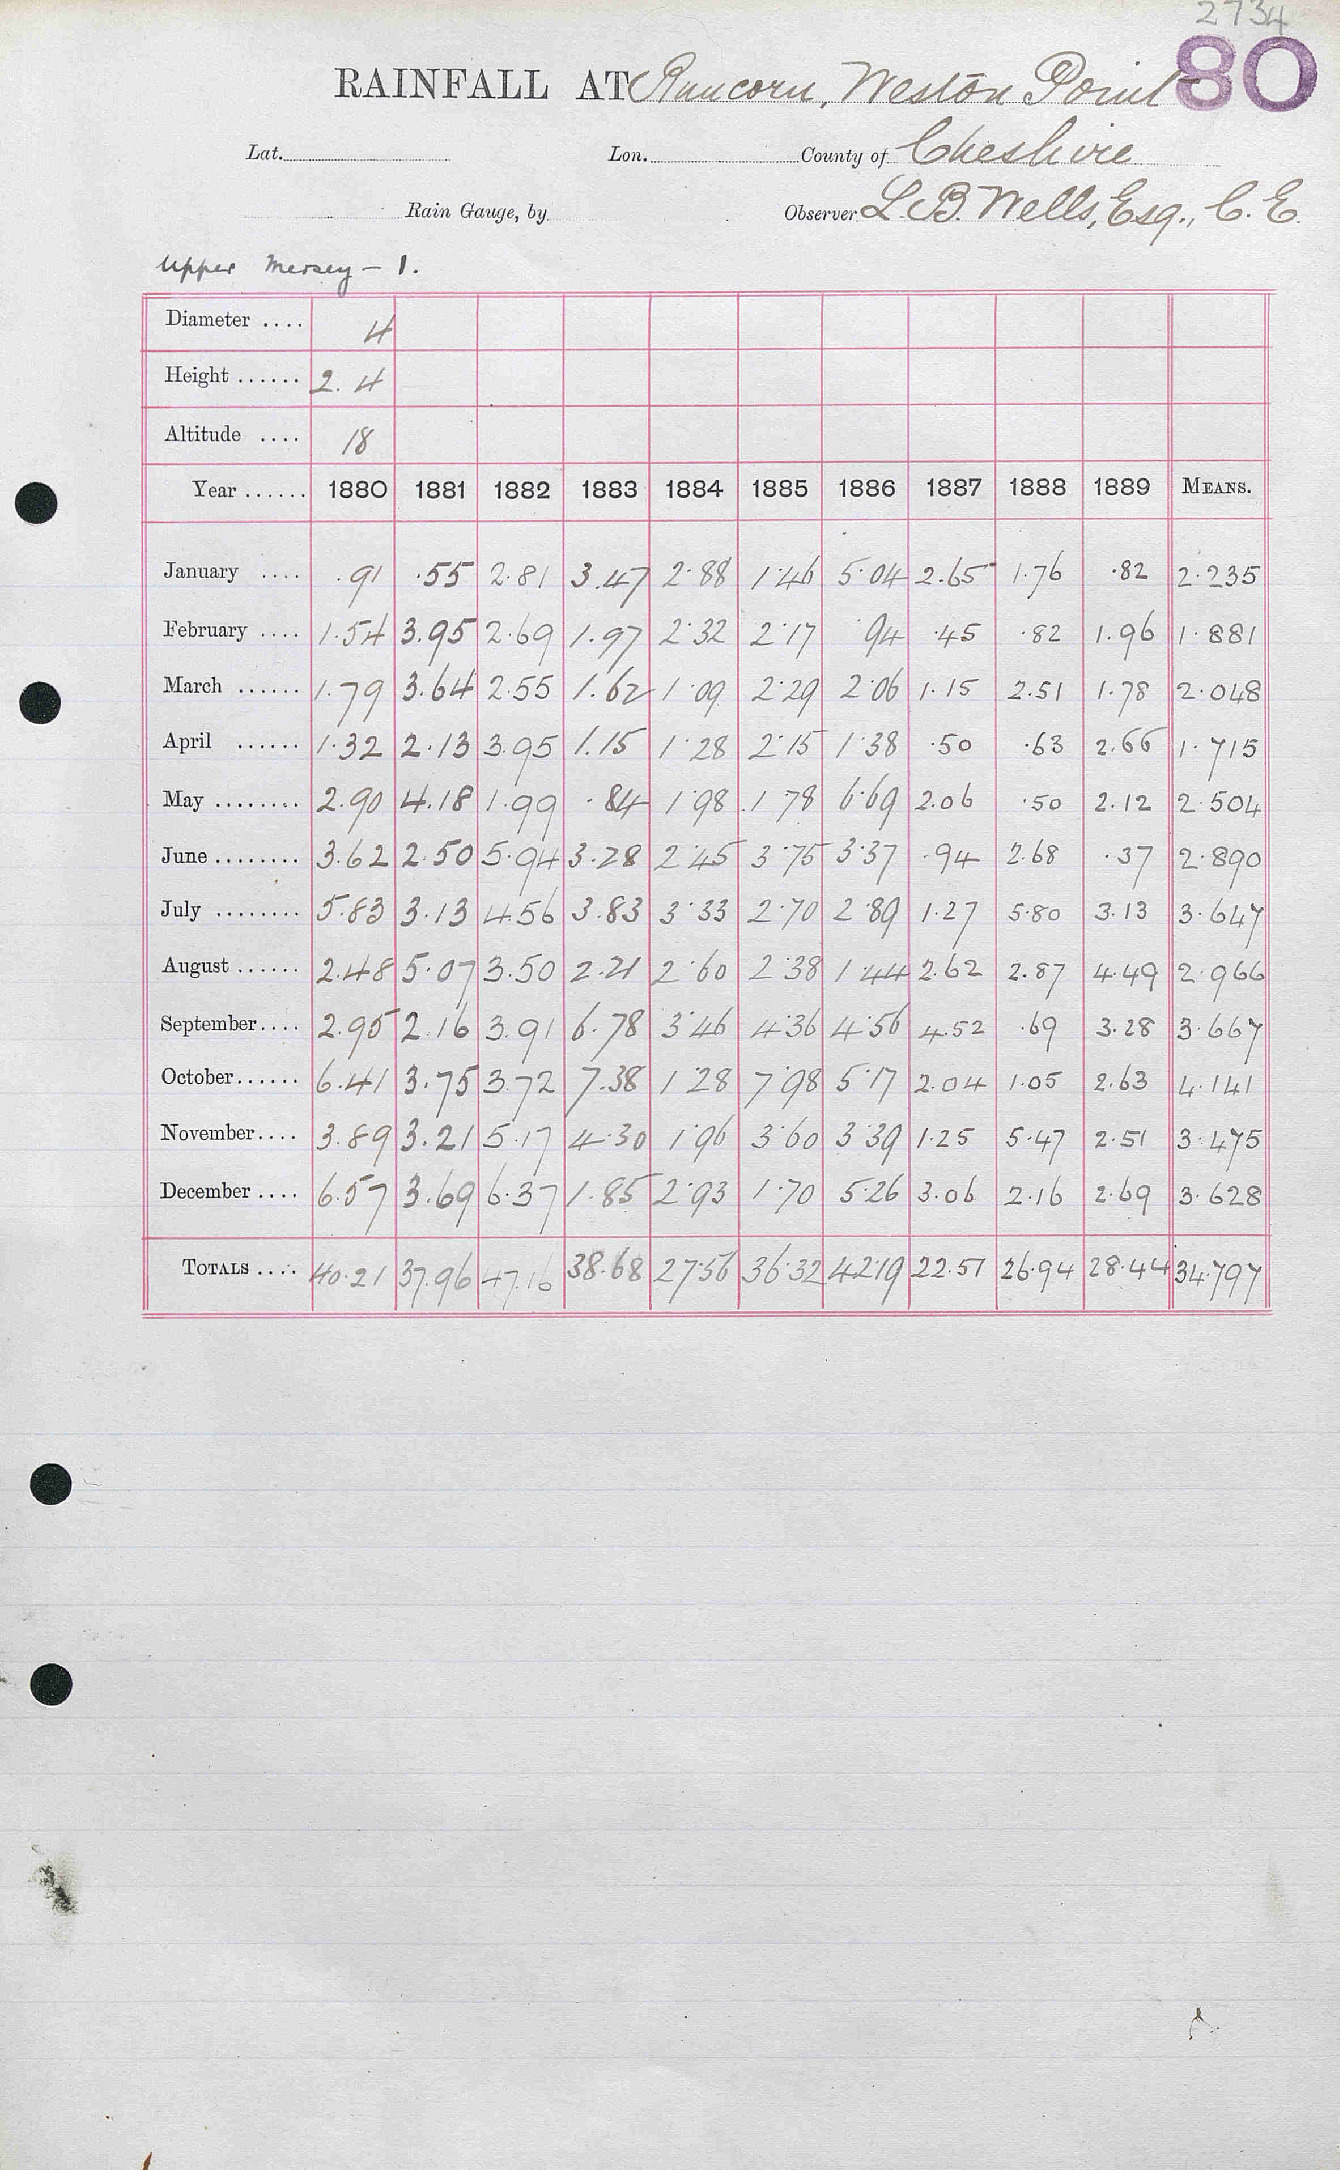 2734
80
RAINFALL AT Runcorn, Weston Point
Lat. Lon. County of Cheshire
Rain Gauge, by Observer L. B. Wells, Esq., C. E.
Upper Mersey – 1.
Diameter .... 4
Height ...... 2.4
Altitude .... 18
Year ...... 1880 1881 1882 1883 1884 1885 1886 1887 1888 1889 MEANS.
January .... .91 .55 2.81 3.47 2.88 1.46 5.04 2.65 1.76 .82 2.235
February .... 1.54 3.95 2.69 1.97 2.32 2.17 .94 .45 .82 1.96 1.881
March ...... 1.79 3.64 2.55 1.62 1.09 2.29 2.06 1.15 2.51 1.78 2.048
April ...... 1.32 2.13 3.95 1.15 1.28 2.15 1.38 .50 .63 2.66 1.715
May ........ 2.90 4.18 1.99 .84 1.98 1.78 6.69 2.06 .50 2.12 2.504
June ........ 3.62 2.50 5.94 3.28 2.45 3.75 3.37 .94 2.68 .37 2.890
July ........ 5.83 3.13 4.56 3.83 3.33 2.70 2.89 1.27 5.80 3.13 3.647
August ...... 2.48 5.07 3.50 2.21 2.60 2.38 1.44 2.62 2.87 4.49 2.966
September .... 2.95 2.16 3.91 6.78 3.46 4.36 4.56 4.52 .69 3.28 3.667
October ...... 6.41 3.75 3.72 7.38 1.28 7.98 5.17 2.04 1.05 2.63 4.141
November .... 3.89 3.21 5.17 4.30 1.96 3.60 3.39 1.25 5.47 2.51 3.475
December .... 6.57 3.69 6.37 1.85 2.93 1.70 5.26 3.06 2.16 2.69 3.628
TOTALS .... 40.21 37.96 47.16 38.68 27.56 36.32 42.19 22.51 26.94 28.44 34.797